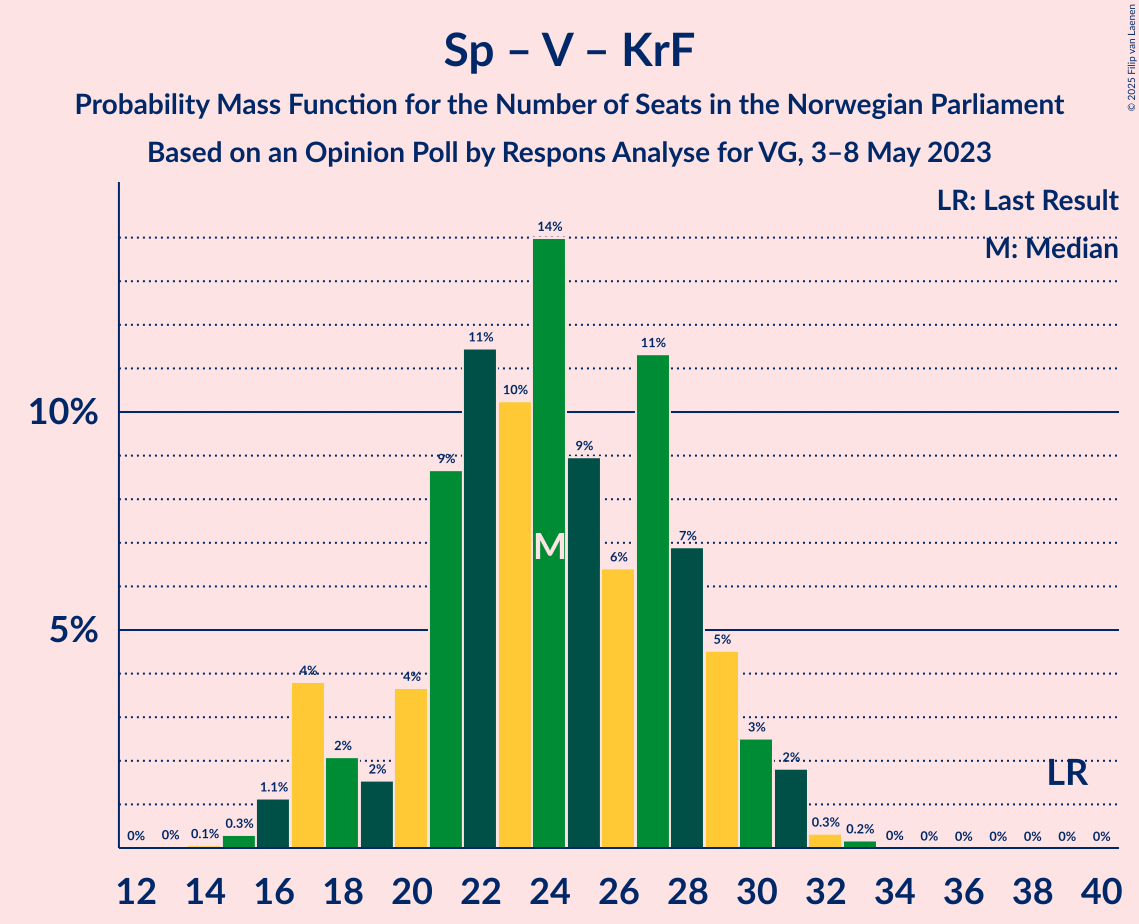 Sp – V – KrF
Probability Mass Function for the Number of Seats in the Norwegian Parliament
Based on an Opinion Poll by Respons Analyse for VG, 3–8 May 2023
© 2025 Filip van Laenen
LR: Last Result
M: Median
10%
5%
0% 0% 0.1% 0.3% 1.1% 4% 2% 2% 4% 9% 11% 10% 14% 9% 6% 11% 7% 5% 3% 2% 0.3% 0.2% 0% 0% 0% 0% 0% 0% 0%
M
LR
12 14 16 18 20 22 24 26 28 30 32 34 36 38 40